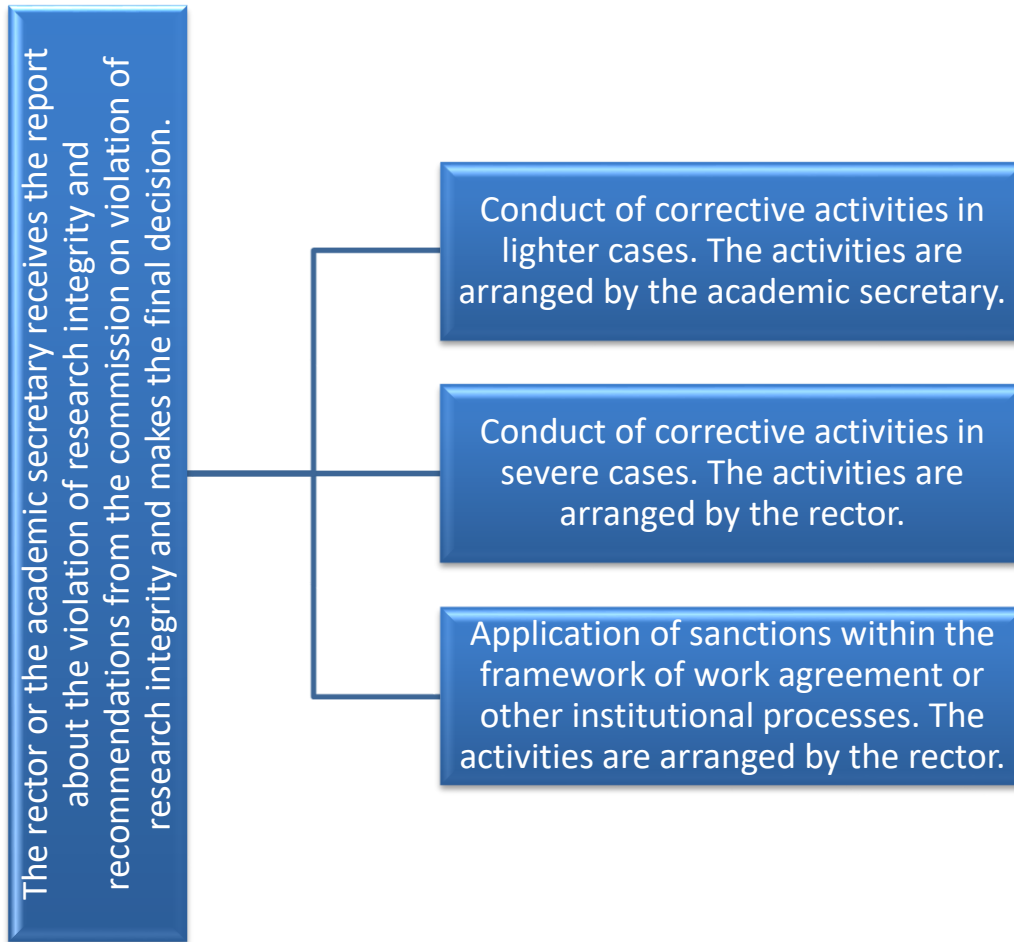 The rector or the academic secretary receives the report
about the violation of research integrity and
recommendations from the commission on violation of
research integrity and makes the final decision.
Conduct of corrective activities in
lighter cases. The activities are
arranged by the academic secretary.
Conduct of corrective activities in
severe cases. The activities are
arranged by the rector.
Application of sanctions within the
framework of work agreement or
other institutional processes. The
activities are arranged by the rector.